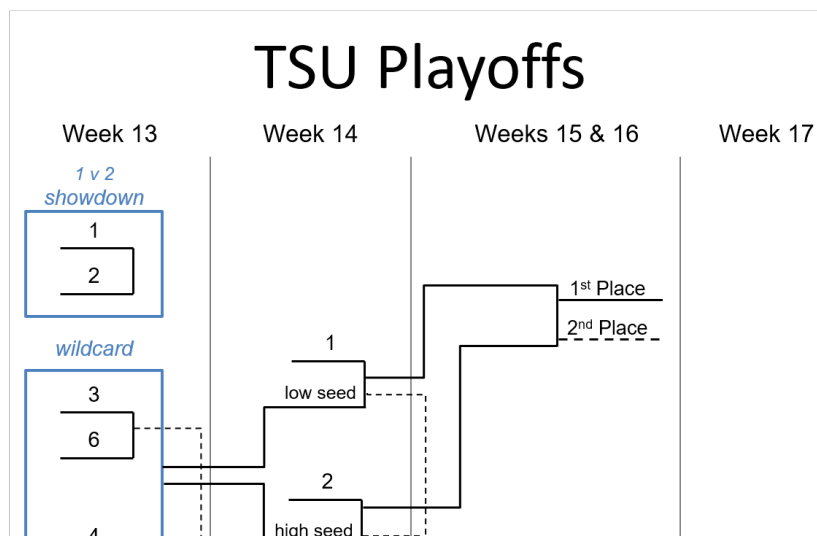 TSU Playoffs
Week 13
Week 14
Weeks 15 & 16
Week 17
1 v 2
showdown
1
2
1st Place
2nd Place
wildcard
1
3
low seed
6
2
high seed
4